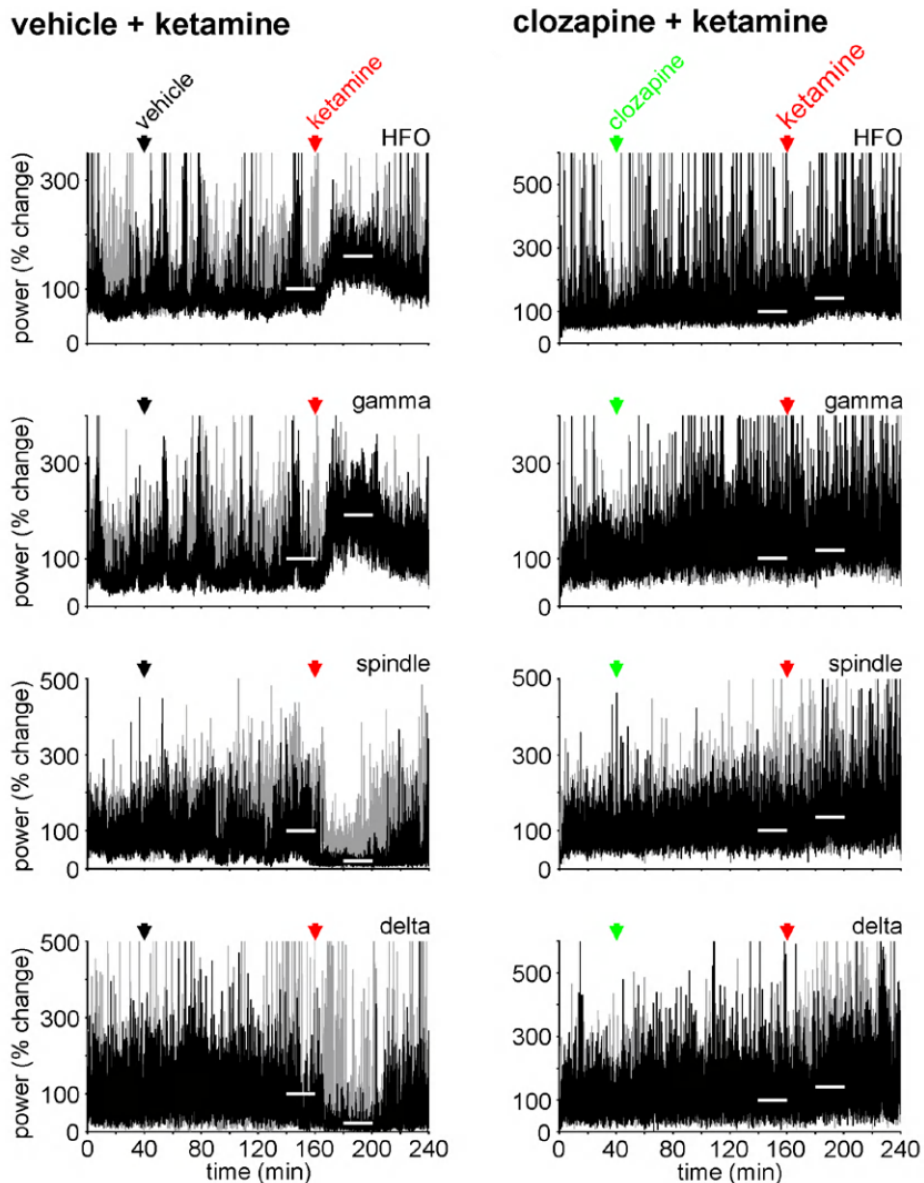 vehicle + ketamine
clozapine + ketamine
vehicle
ketamine
HFO
power (% change)
300
100
0
clozapine
ketamine
HFO
600
300
100
0
gamma
power (% change)
300
100
0
gamma
300
100
0
spindle
power (% change)
500
300
100
0
spindle
500
300
100
0
delta
power (% change)
500
300
100
0
0 40 80 120 160 200 240
time (min)
delta
500
300
100
0
0 40 80 120 160 200 240
time (min)